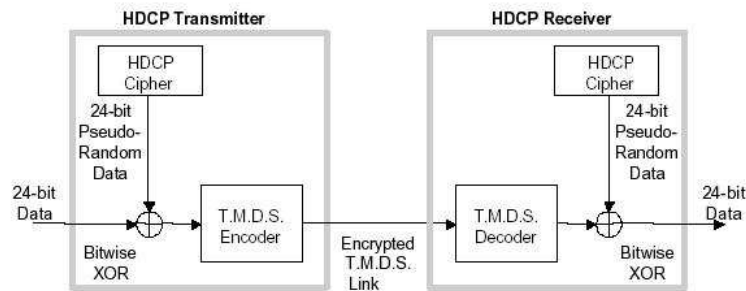 HDCP Transmitter
HDCP Cipher
24-bit
Pseudo-
Random
Data
24-bit
Data
Bitwise
XOR
T.M.D.S.
Encoder
Encrypted
T.M.D.S.
Link
HDCP Receiver
HDCP
Cipher
24-bit
Pseudo-
Random
Data
T.M.D.S.
Decoder
Bitwise
XOR
24-bit
Data